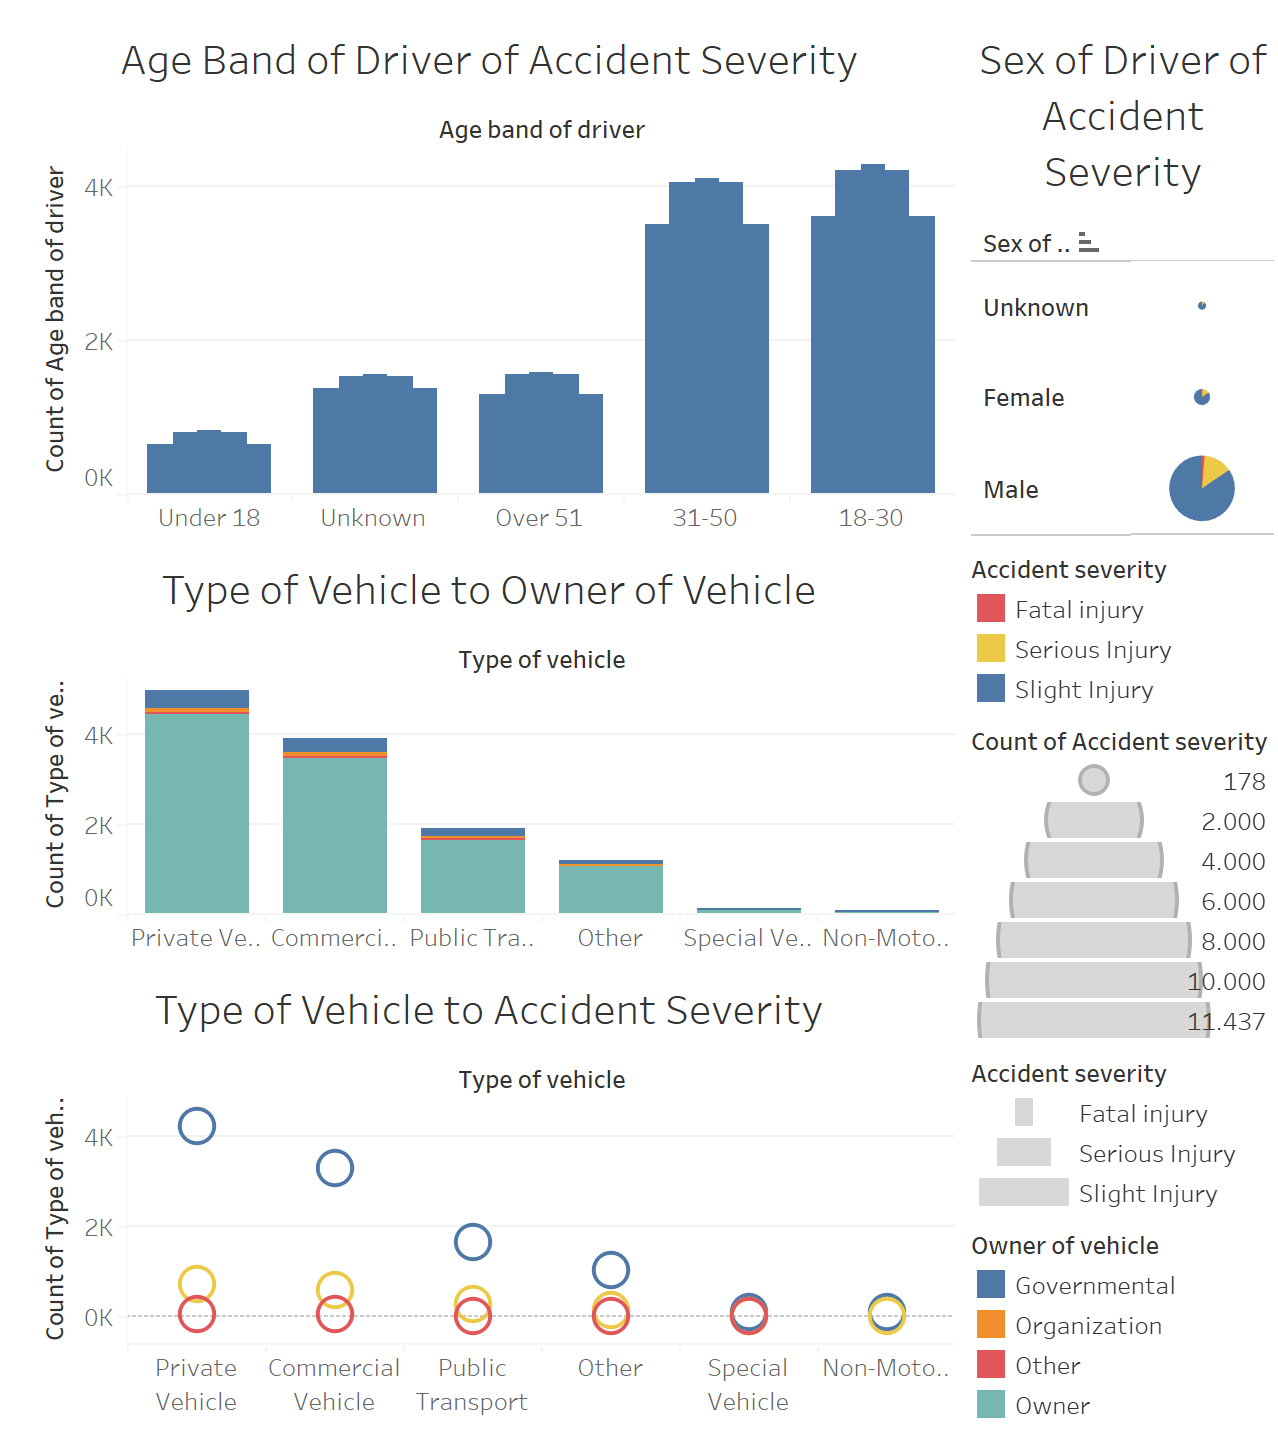 Age Band of Driver of Accident Severity
Age band of driver
Count of Age band of driver
4K
2K
0K
Under 18
Unknown
Over 51
31-50
18-30
Type of Vehicle to Owner of Vehicle
Type of vehicle
Count of Type of ve..
4K
2K
0K
Private Ve..
Commerci..
Public Tra..
Other
Special Ve..
Non-Moto..
Type of Vehicle to Accident Severity
Type of vehicle
Count of Type of veh..
4K
2K
0K
Private
Vehicle
Commercial
Vehicle
Public
Transport
Other
Special
Vehicle
Non-Moto..
Sex of Driver of
Accident
Severity
Sex of ..
Unknown
Female
Male
Accident severity
Fatal injury
Serious Injury
Slight Injury
Count of Accident severity
178
2.000
4.000
6.000
8.000
10.000
11.437
Accident severity
Fatal injury
Serious Injury
Slight Injury
Owner of vehicle
Governmental
Organization
Other
Owner